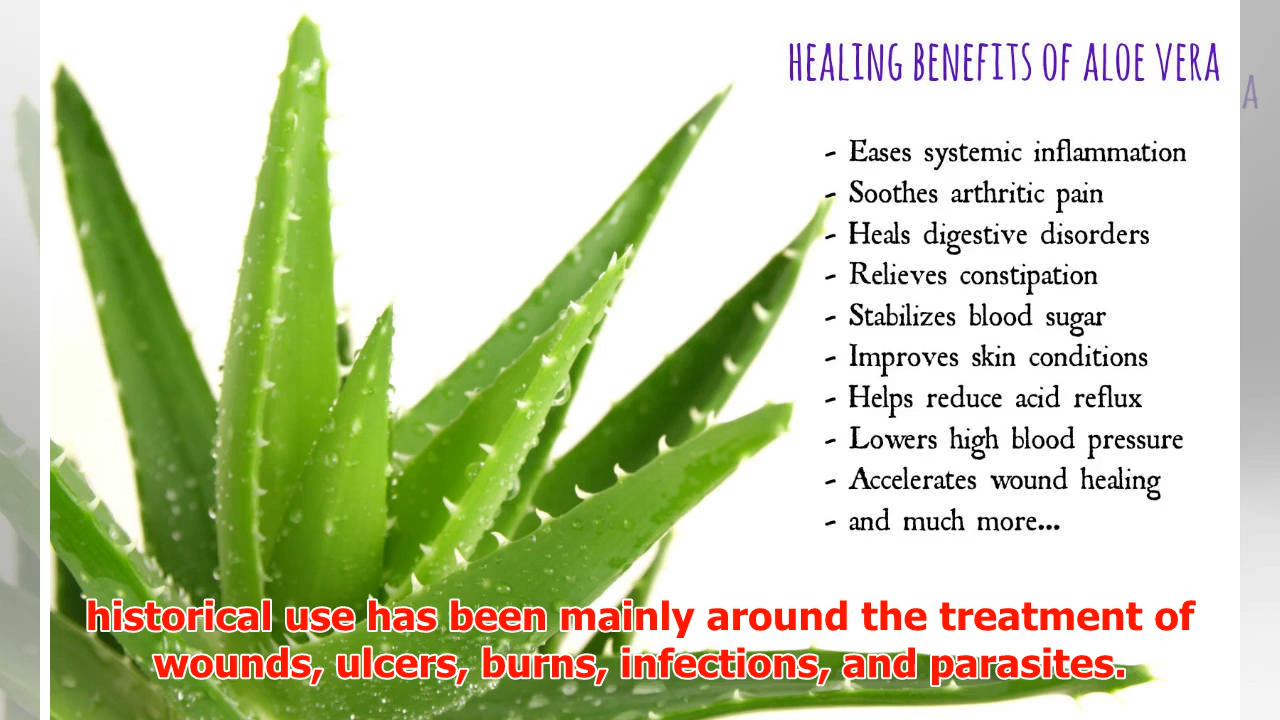 HEALING BENEFITS OF ALOE VERA
A
- Eases systemic inflammation
- Soothes arthritic pain
- Heals digestive disorders
- Relieves constipation
- Stabilizes blood sugar
- Improves skin conditions
- Helps reduce acid reflux
- Lowers high blood pressure
- Accelerates wound healing
- and much more...
historical use has been mainly around the treatment of
wounds, ulcers, burns, infections, and parasites.